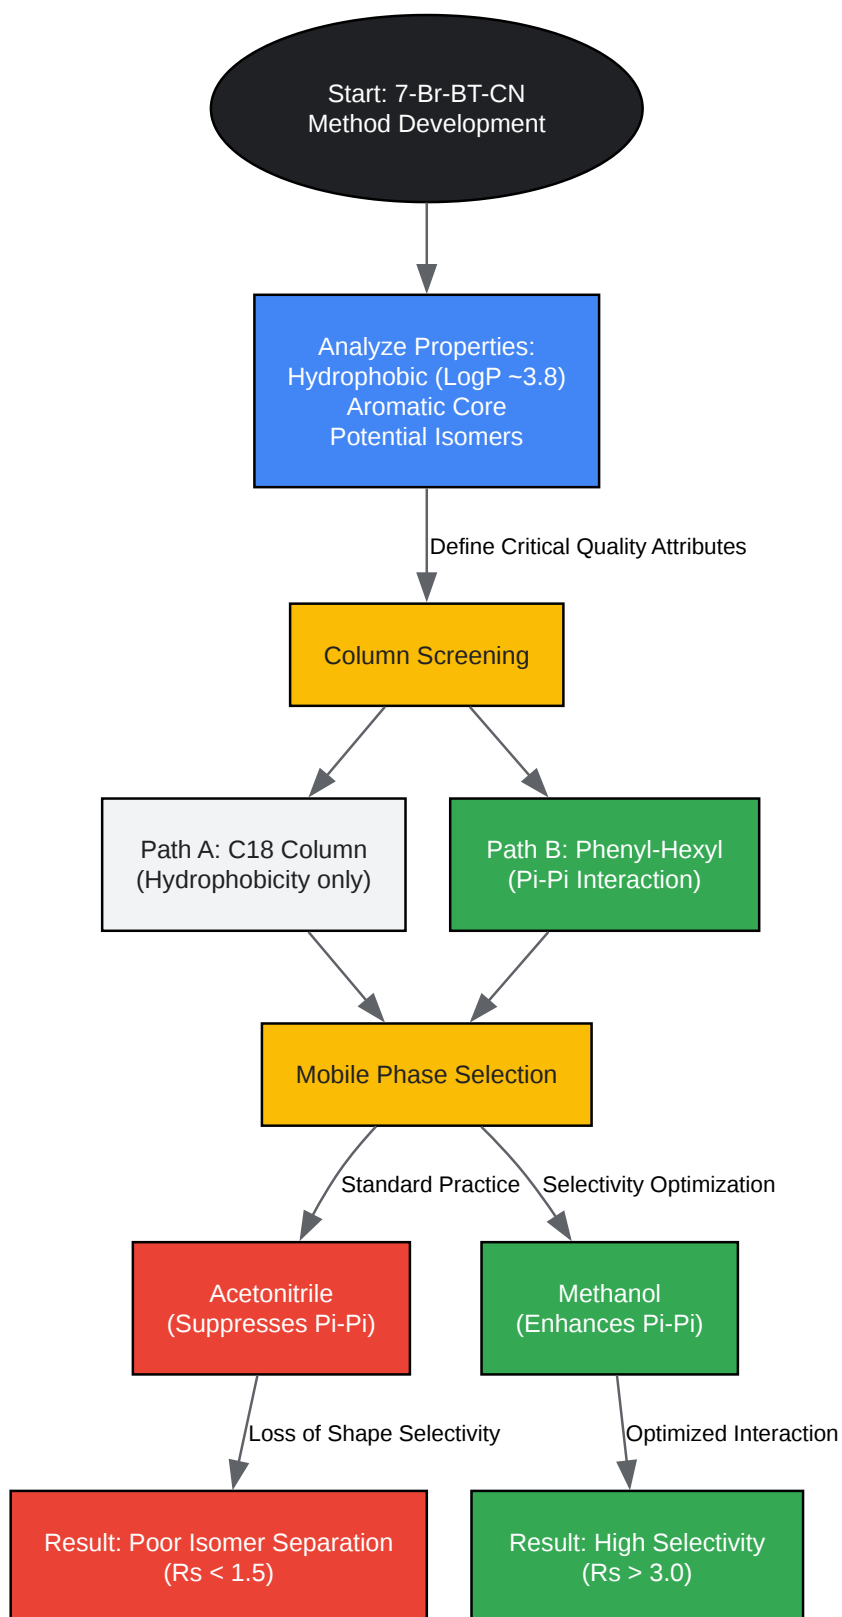 Start: 7-Br-BT-CN
Method Development
Analyze Properties:
Hydrophobic (LogP ~3.8)
Aromatic Core
Potential Isomers
Define Critical Quality Attributes
Column Screening
Path A: C18 Column
(Hydrophobicity only)
Path B: Phenyl-Hexyl
(Pi-Pi Interaction)
Mobile Phase Selection
Standard Practice
Selectivity Optimization
Acetonitrile
(Suppresses Pi-Pi)
Methanol
(Enhances Pi-Pi)
Loss of Shape Selectivity
Optimized Interaction
Result: Poor Isomer Separation
(Rs < 1.5)
Result: High Selectivity
(Rs > 3.0)